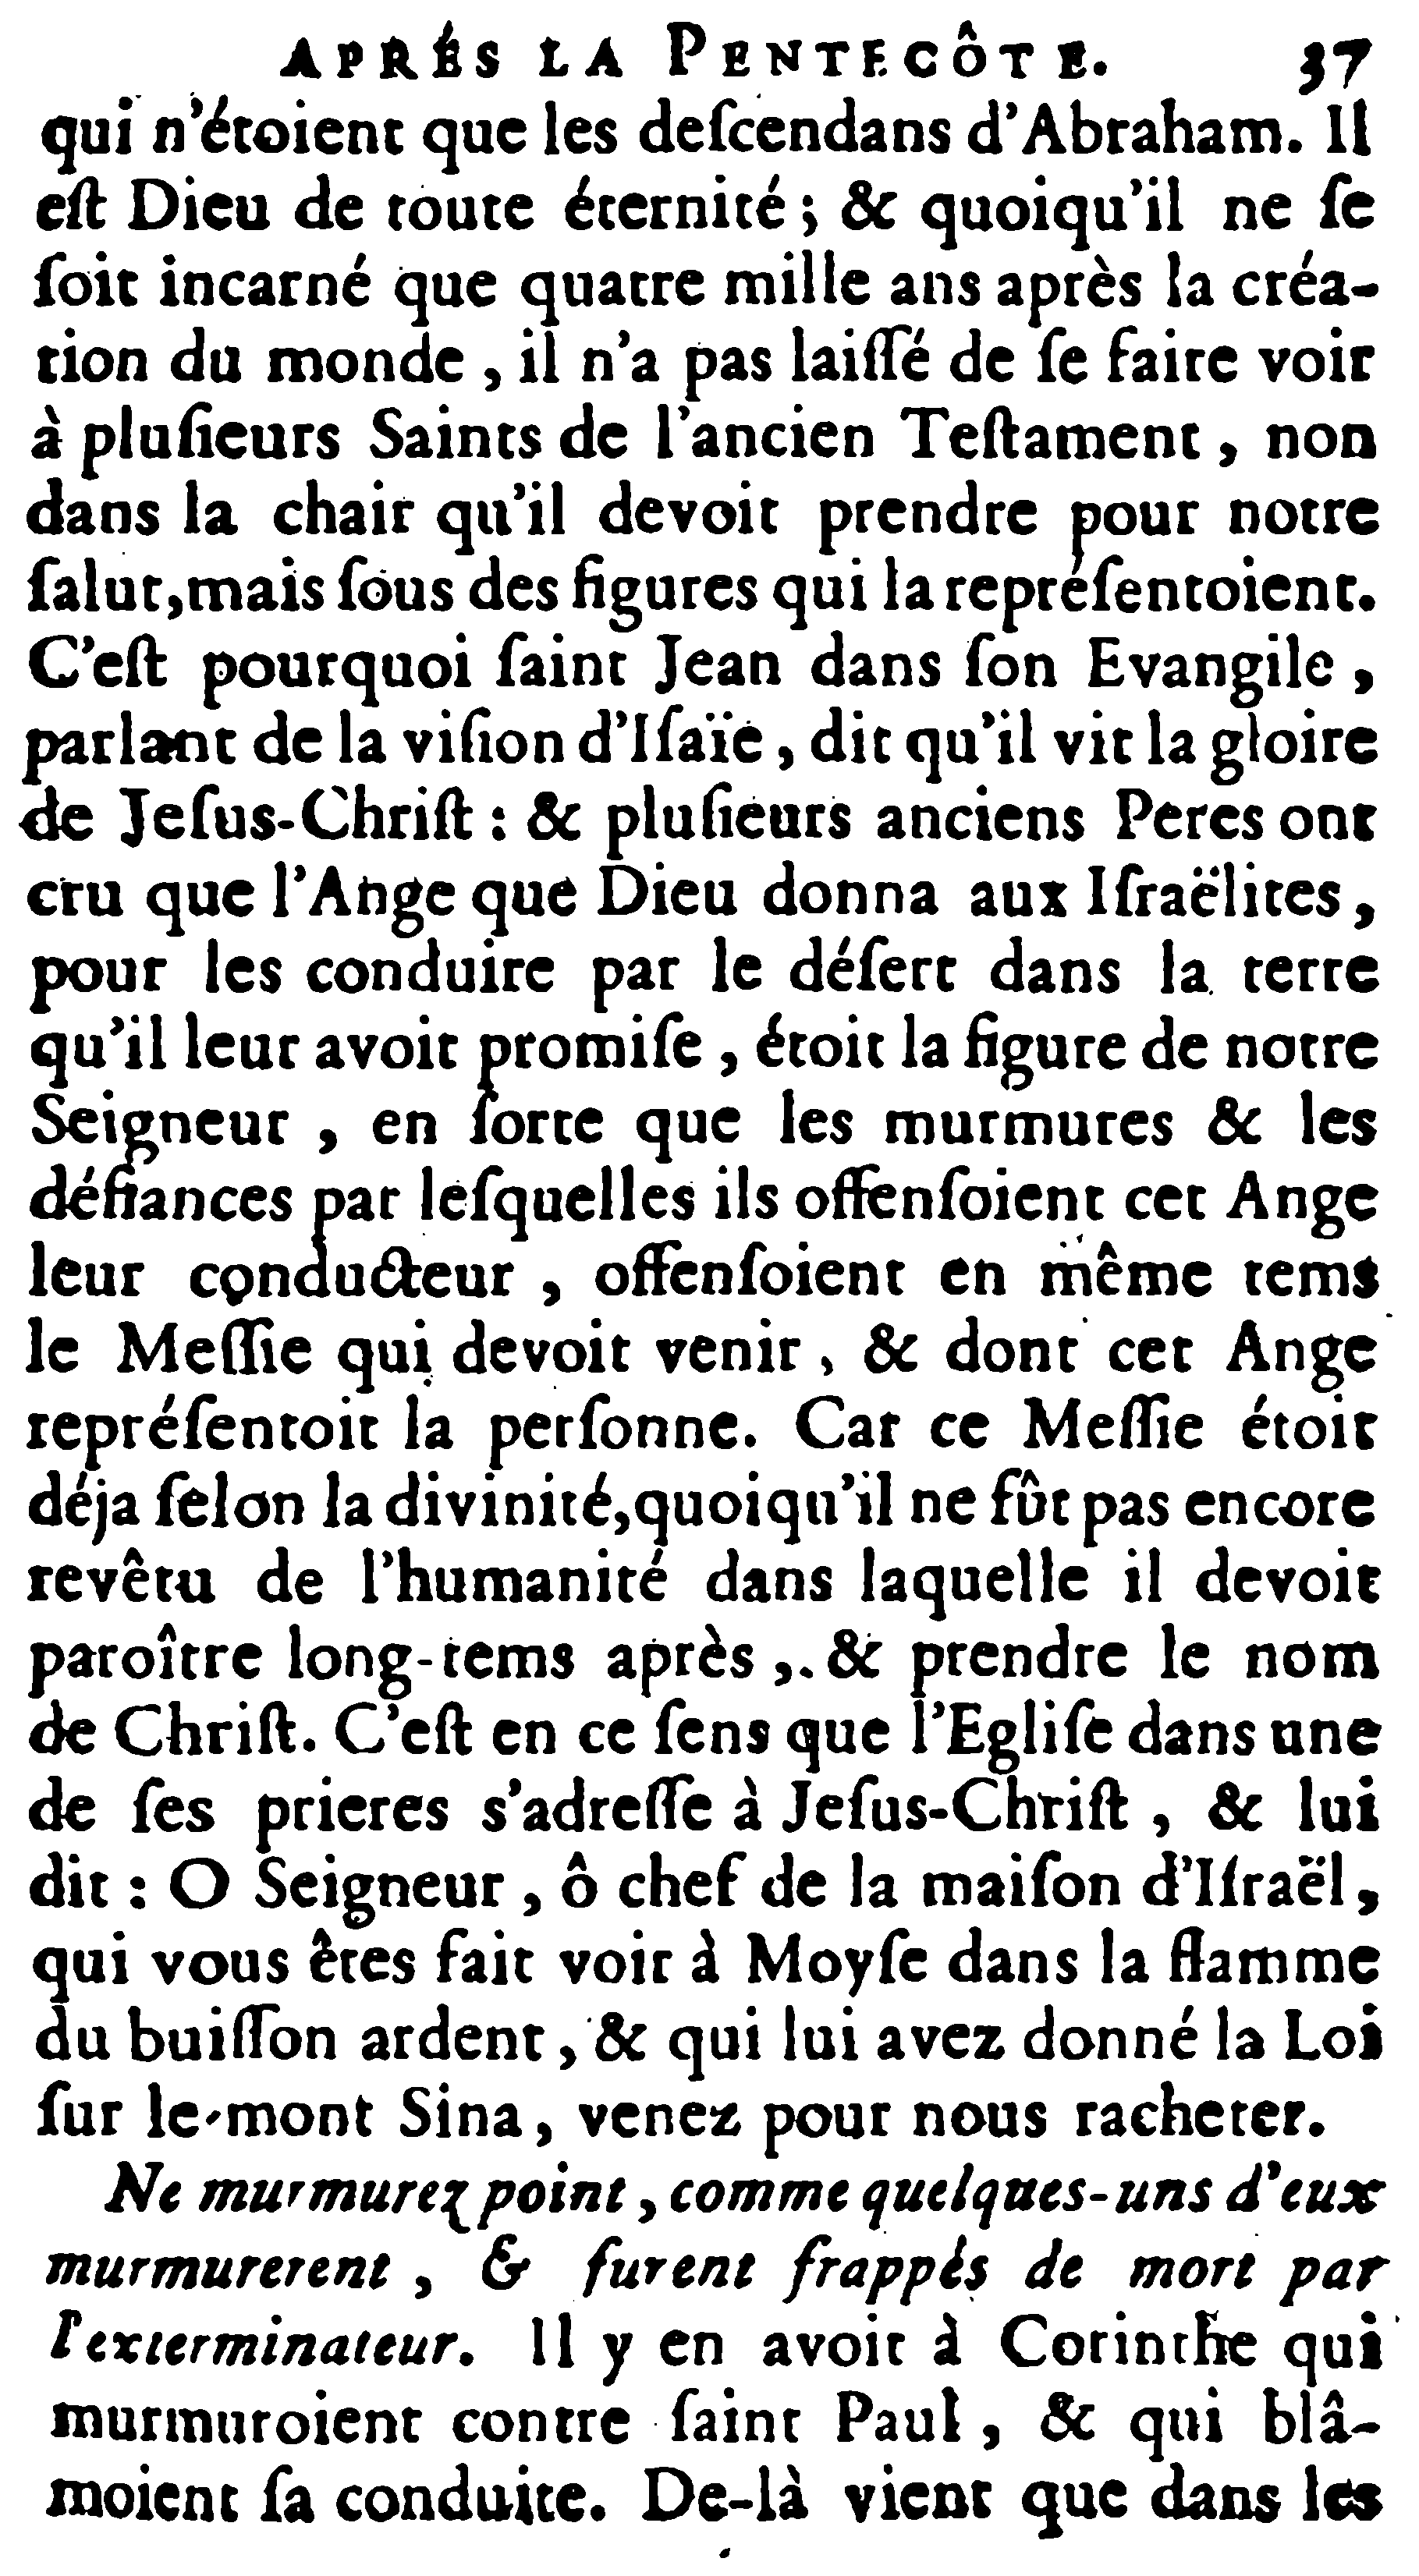 APRÉS LA PENTECÔTE. 37
qui n'étoient que les deſcendans d'Abraham. Il
eſt Dieu de toute éternité ; & quoiqu'il ne ſe
ſoit incarné que quatre mille ans après la créa-
tion du monde , il n'a pas laiſſé de ſe faire voir
à pluſieurs Saints de l'ancien Teſtament , non
dans la chair qu'il devoit prendre pour notre
ſalut, mais ſous des figures qui la repréſentoient.
C'eſt pourquoi ſaint Jean dans ſon Evangile ,
parlant de la viſion d'Iſaïe , dit qu'il vit la gloire
de Jeſus-Chriſt : & pluſieurs anciens Peres ont
cru que l'Ange que Dieu donna aux Iſraëlites ,
pour les conduire par le déſert dans la terre
qu'il leur avoit promiſe , étoit la figure de notre
Seigneur , en ſorte que les murmures & les
défiances par leſquelles ils offenſoient cet Ange
leur conducteur , offenſoient en même tems
le Meſſie qui devoit venir , & dont cet Ange
repréſentoit la perſonne. Car ce Meſſie étoit
déja ſelon la divinité, quoiqu'il ne fût pas encore
revêtu de l'humanité dans laquelle il devoit
paroître long-tems après , & prendre le nom
de Chriſt. C'eſt en ce ſens que l'Egliſe dans une
de ſes prieres s'adreſſe à Jeſus-Chriſt , & lui
dit : O Seigneur , ô chef de la maiſon d'Iſraël ,
qui vous êtes fait voir à Moyſe dans la flamme
du buiſſon ardent , & qui lui avez donné la Loi
ſur le mont Sina , venez pour nous racheter.
Ne murmurez point , comme quelques-uns d'eux
murmurerent , & furent frappés de mort par
l'exterminateur. Il y en avoit à Corinthe qui
murmuroient contre ſaint Paul , & qui blâ-
moient ſa conduite. De-là vient que dans les